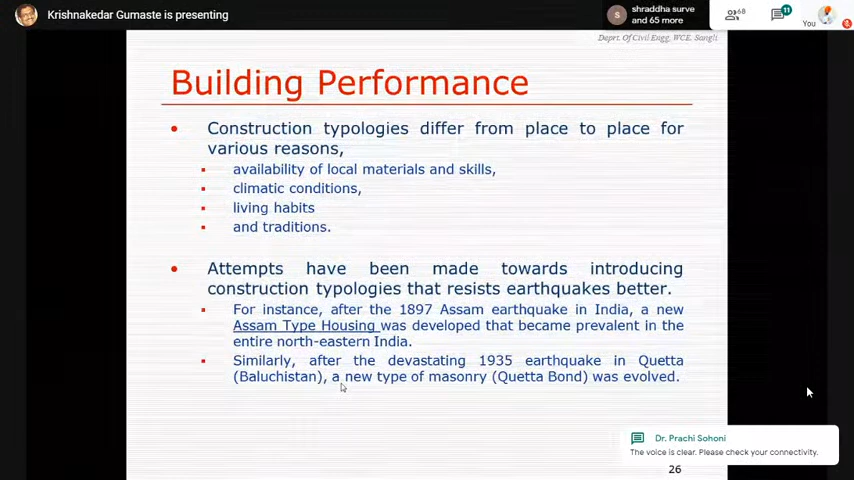 Krishnakedar Gumaste is presenting
s
shraddha surve
and 65 more
68
11
You
Deprt. Of Civil Engg, WCE, Sangli
Building Performance
Construction typologies differ from place to place for
various reasons,
availability of local materials and skills,
climatic conditions,
living habits
and traditions.
Attempts have been made towards introducing
construction typologies that resists earthquakes better.
For instance, after the 1897 Assam earthquake in India, a new
Assam Type Housing was developed that became prevalent in the
entire north-eastern India.
Similarly, after the devastating 1935 earthquake in Quetta
(Baluchistan), a new type of masonry (Quetta Bond) was evolved.
Dr. Prachi Sohoni
The voice is clear. Please check your connectivity.
26